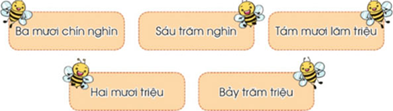 Ba mươi chín nghìn
Sáu trăm nghìn
Tám mươi lăm triệu
Hai mươi triệu
Bảy trăm triệu